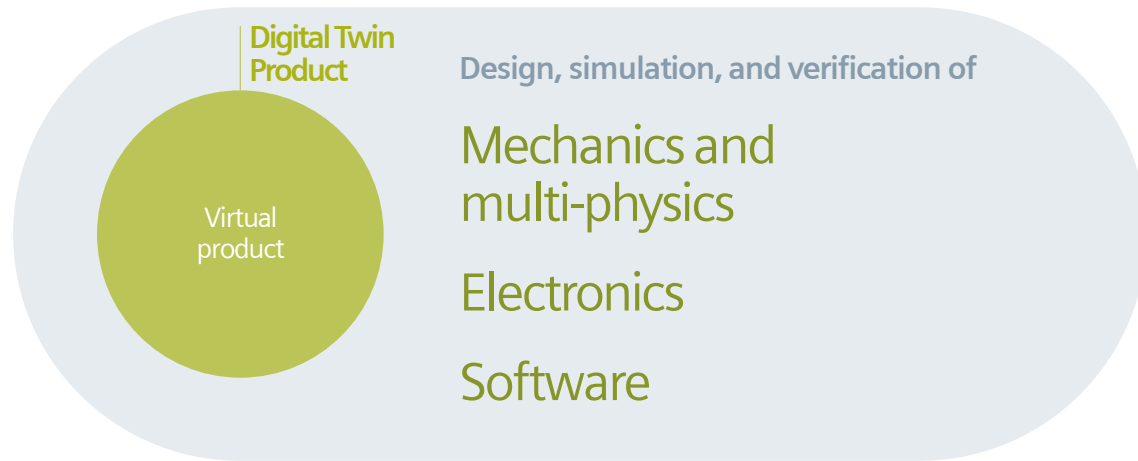 Digital Twin
Product
Design, simulation, and verification of
Mechanics and
multi-physics
Electronics
Software
Virtual
product